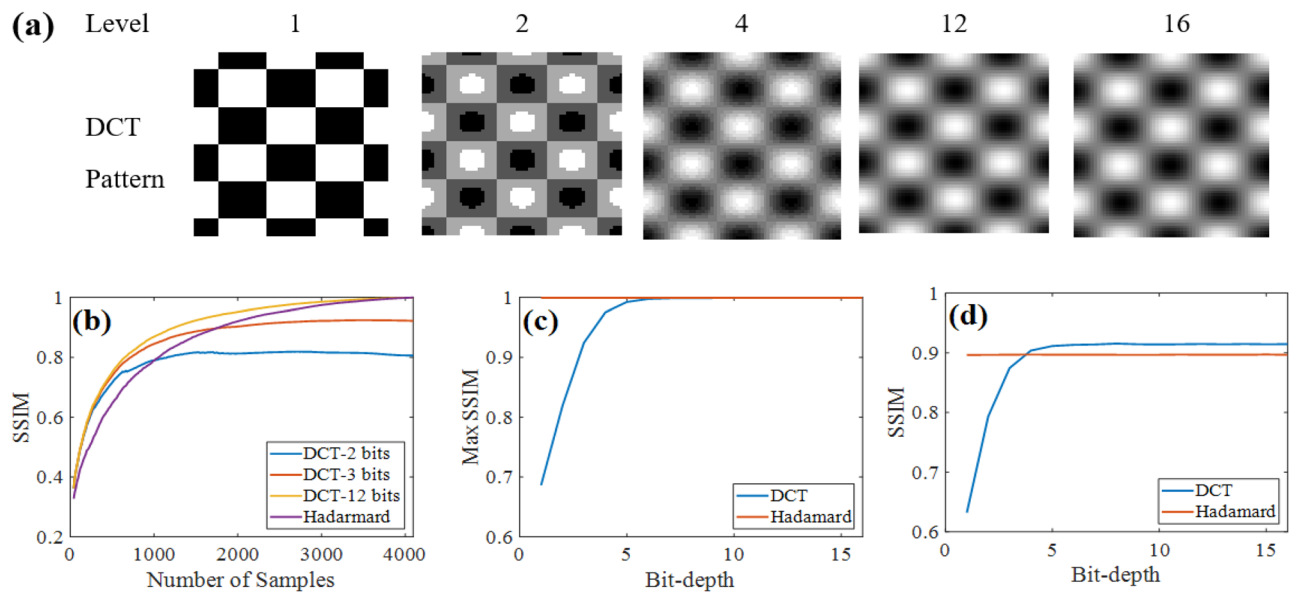 (a) Level 1 2 4 12 16
DCT
Pattern
(b)
1
0.8
0.6
0.4
0.2
0 1000 2000 3000 4000
SSIM
Number of Samples
DCT-2 bits
DCT-3 bits
DCT-12 bits
Hadarmard
(c)
1
0.9
0.8
0.7
0.6
0 5 10 15
Max SSIM
Bit-depth
DCT
Hadamard
(d)
1
0.9
0.8
0.7
0.6
0 5 10 15
SSIM
Bit-depth
DCT
Hadamard